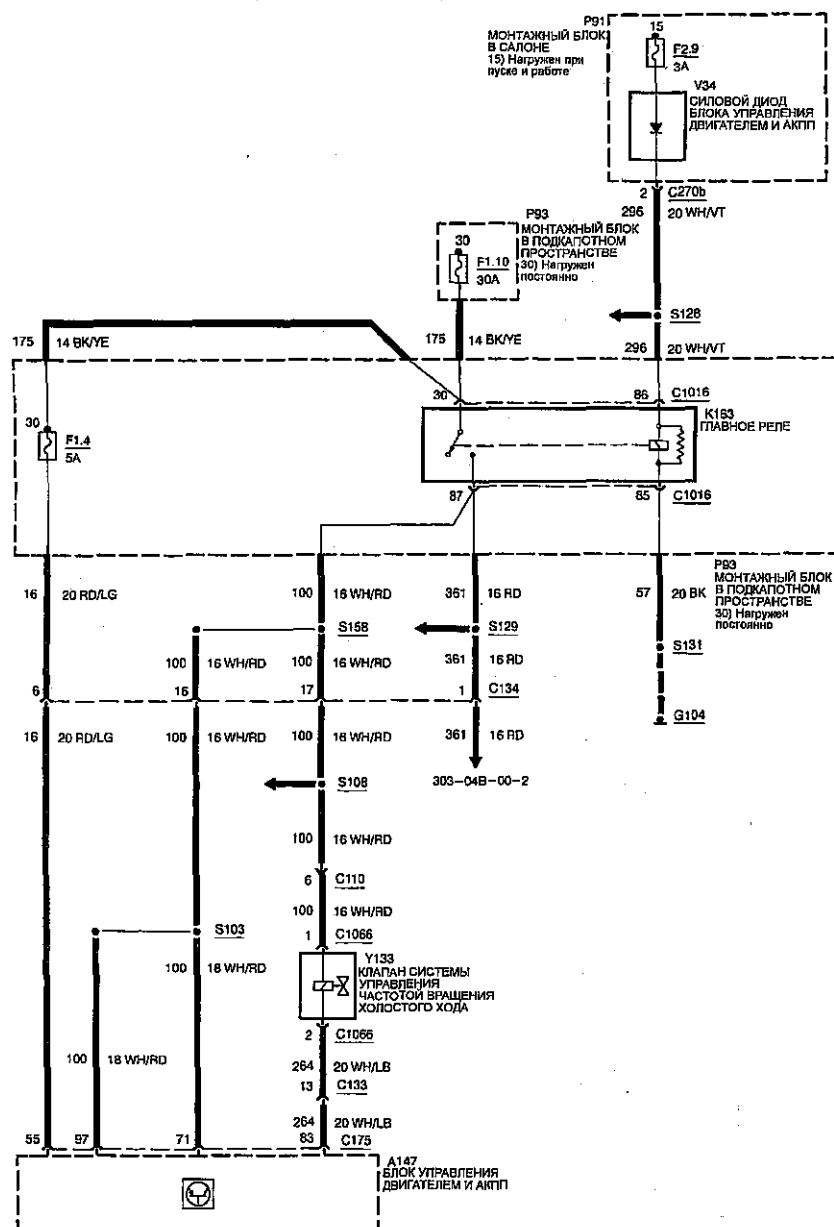 P91
МОНТАЖНЫЙ БЛОК
В САЛОНЕ
15) Нагружен при
пуске и работе
15
F2.9
3A
V34
СИЛОВОЙ ДИОД
БЛОКА УПРАВЛЕНИЯ
ДВИГАТЕЛЕМ И АКПП
2 C270b
296 20 WH/VT
P93
МОНТАЖНЫЙ БЛОК
В ПОДКАПОТНОМ
ПРОСТРАНСТВЕ
30) Нагружен
постоянно
30
F1.10
30A
S128
175 14 BK/YE
175 14 BK/YE
296 20 WH/VT
30 86 C1016
K163
ГЛАВНОЕ РЕЛЕ
30
F1.4
5A
87 85 C1016
P93
МОНТАЖНЫЙ БЛОК
В ПОДКАПОТНОМ
ПРОСТРАНСТВЕ
30) Нагружен
постоянно
16 20 RD/LG
100 16 WH/RD
361 16 RD
57 20 BK
S158
S129
S131
100 16 WH/RD
100 16 WH/RD
361 16 RD
6 16 17 1 C134
G104
16 20 RD/LG
100 16 WH/RD
100 16 WH/RD
361 16 RD
303-04B-00-2
S108
100 16 WH/RD
6 C110
100 16 WH/RD
S103
1 C1066
Y133
КЛАПАН СИСТЕМЫ
УПРАВЛЕНИЯ
ЧАСТОТОЙ ВРАЩЕНИЯ
ХОЛОСТОГО ХОДА
100 18 WH/RD
2 C1066
100 18 WH/RD
264 20 WH/LB
13 C133
264 20 WH/LB
55 97 71 83 C175
A147
БЛОК УПРАВЛЕНИЯ
ДВИГАТЕЛЕМ И АКПП